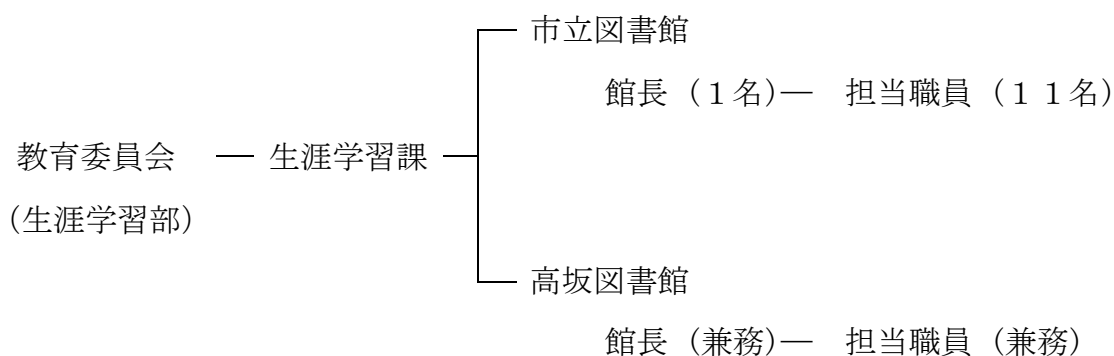 市立図書館
館長（１名）― 担当職員（１１名）
教育委員会 ― 生涯学習課
（生涯学習部）
高坂図書館
館長（兼務）― 担当職員（兼務）